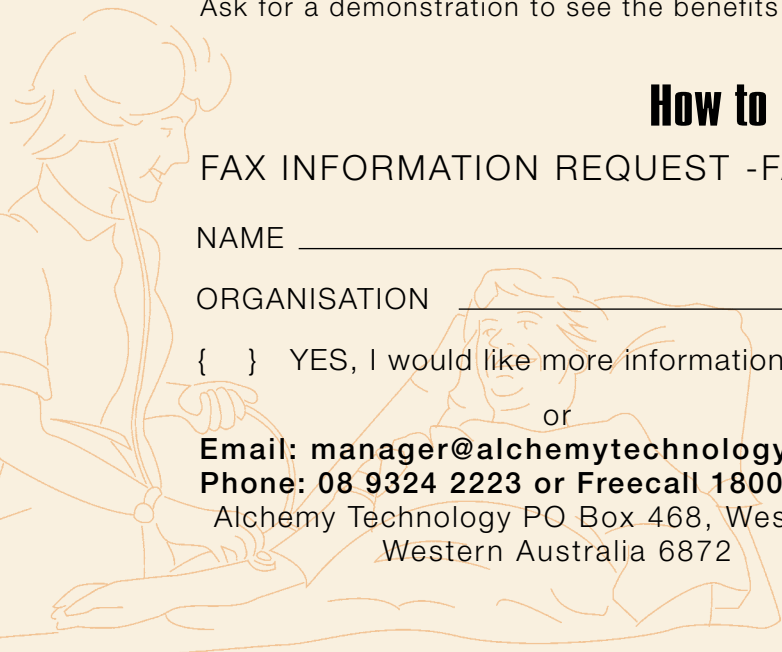 Ask for a demonstration to see the benefits
How to
FAX INFORMATION REQUEST -FA
NAME
ORGANISATION
{ } YES, I would like more information
or
Email: manager@alchemytechnology
Phone: 08 9324 2223 or Freecall 1800
Alchemy Technology PO Box 468, Wes
Western Australia 6872